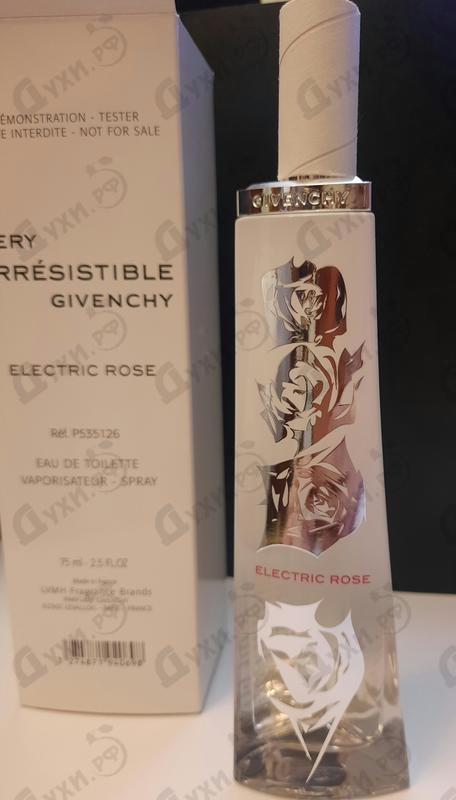 DÉMONSTRATION - TESTER
E INTERDITE - NOT FOR SALE
ERY
RRÉSISTIBLE
GIVENCHY
ELECTRIC ROSE
Réf. P535126
EAU DE TOILETTE
VAPORISATEUR - SPRAY
75 ml - 2.5 FL.OZ
Made in France
LVMH Fragrance Brands
GIVENCHY
ELECTRIC ROSE
Духи.РФ